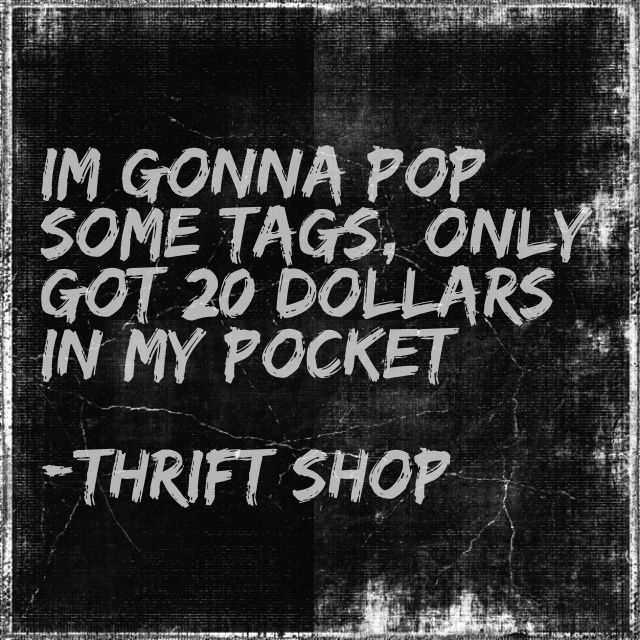 IM GONNA POP
SOME TAGS, ONLY
GOT 20 DOLLARS
IN MY POCKET
-THRIFT SHOP